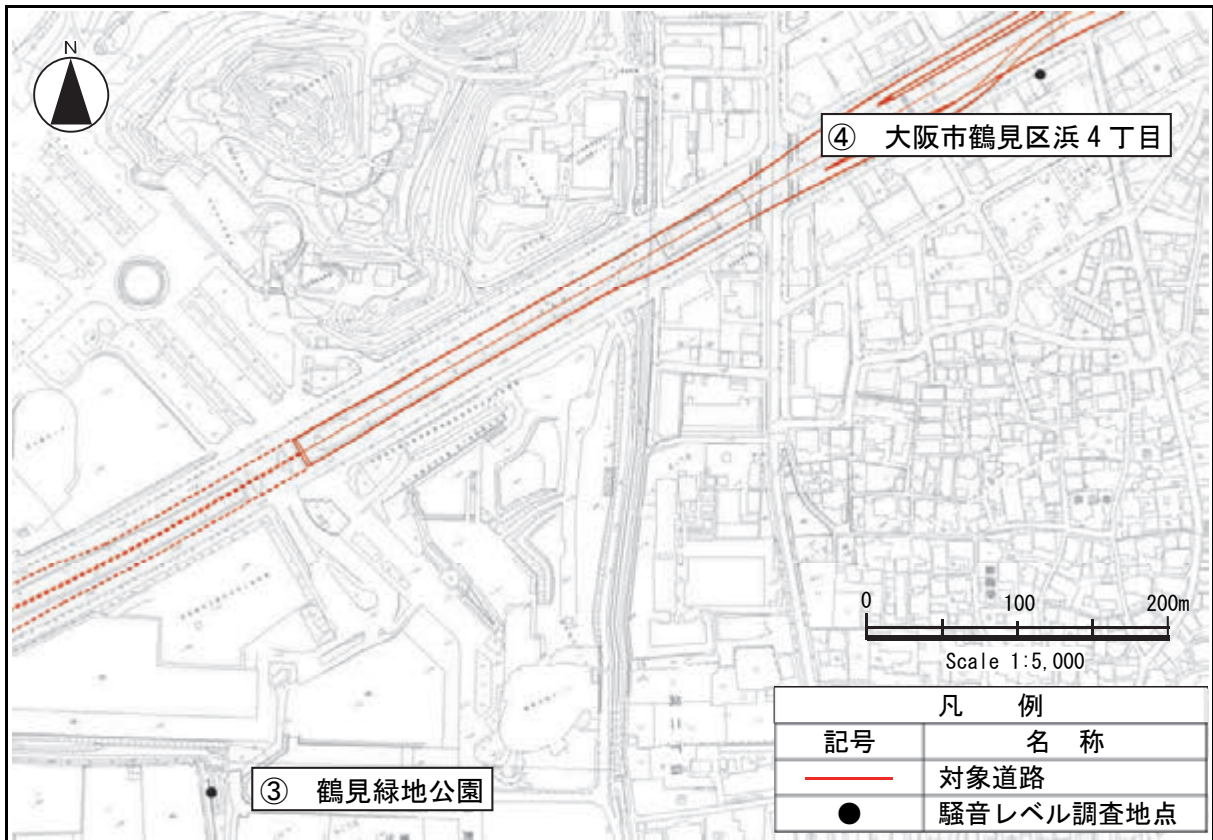 N
④ 大阪市鶴見区浜4丁目
0 100 200m
Scale 1:5,000
③ 鶴見緑地公園
凡 例
記号 名 称
対象道路
騒音レベル調査地点